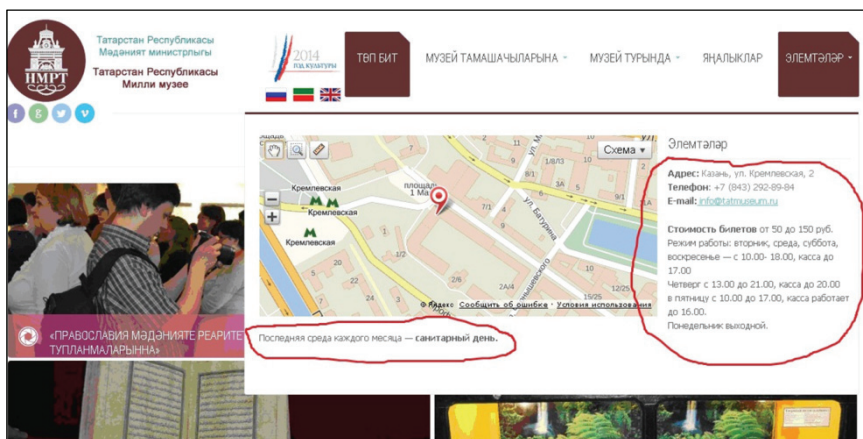 Татарстан Республикасы
Мәдәният министрлыгы
Татарстан Республикасы
Милли музее
НМРТ
2014
ГОД КУЛЬТУРЫ
ТӨП БИТ
МУЗЕЙ ТАМАШАЧЫЛАРЫНА
МУЗЕЙ ТУРЫНДА
ЯҢАЛЫКЛАР
ЭЛЕМТӘЛӘР
Схема
Кремлевская
Кремлевская
Кремлевская
площадь
1 Ма
ул. Батурина
© Яндекс Сообщить об ошибке · Условия использования
Последняя среда каждого месяца — санитарный день.
Элемтәләр
Адрес: Казань, ул. Кремлевская, 2
Телефон: +7 (843) 292-89-84
E-mail: info@tatmuseum.ru
Стоимость билетов от 50 до 150 руб.
Режим работы: вторник, среда, суббота,
воскресенье — с 10.00- 18.00, касса до
17.00
Четверг с 13.00 до 21.00, касса до 20.00
в пятницу с 10.00 до 17.00, касса работает
до 16.00.
Понедельник выходной.
«ПРАВОСЛАВИЯ МӘДӘНИЯТЕ РЕАРИТЕ
ТУПЛАНМАЛАРЫННА»